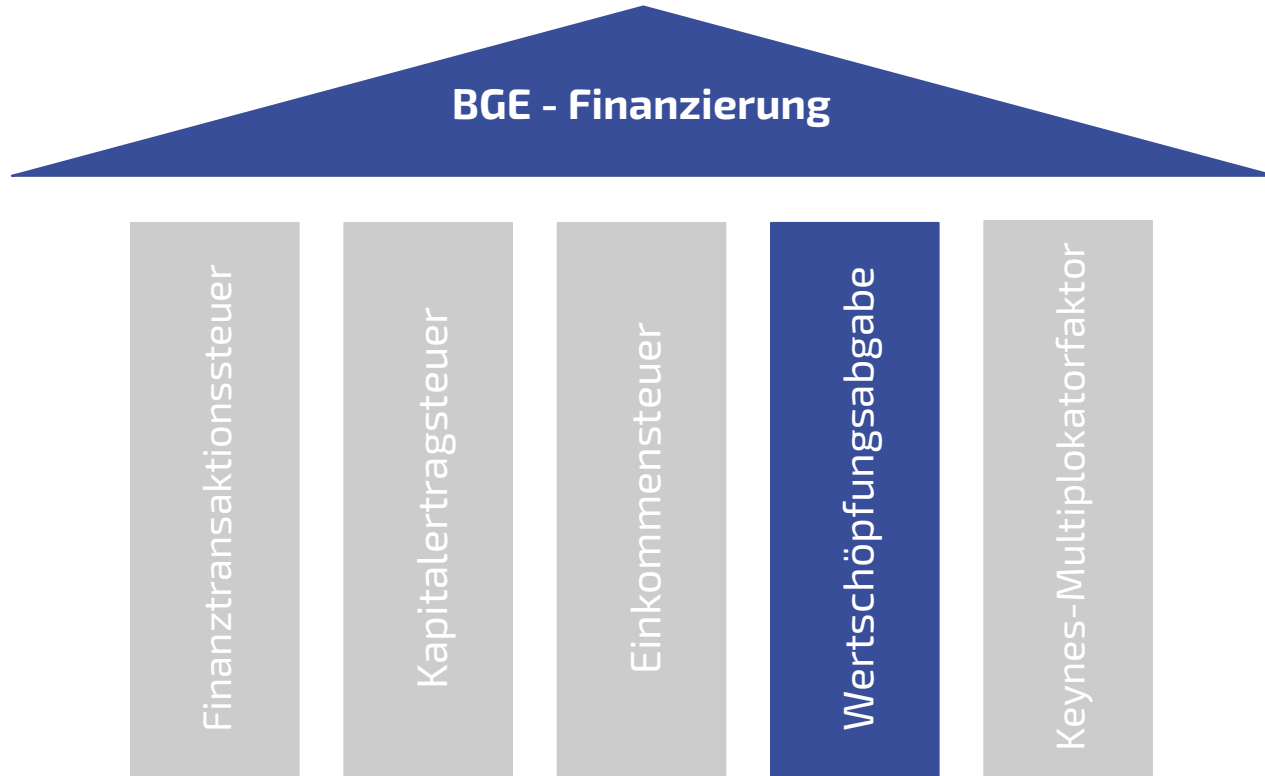 BGE - Finanzierung
Finanztransaktionssteuer
Kapitalertragsteuer
Einkommensteuer
Wertschöpfungsabgabe
Keynes-Multiplokatorfaktor